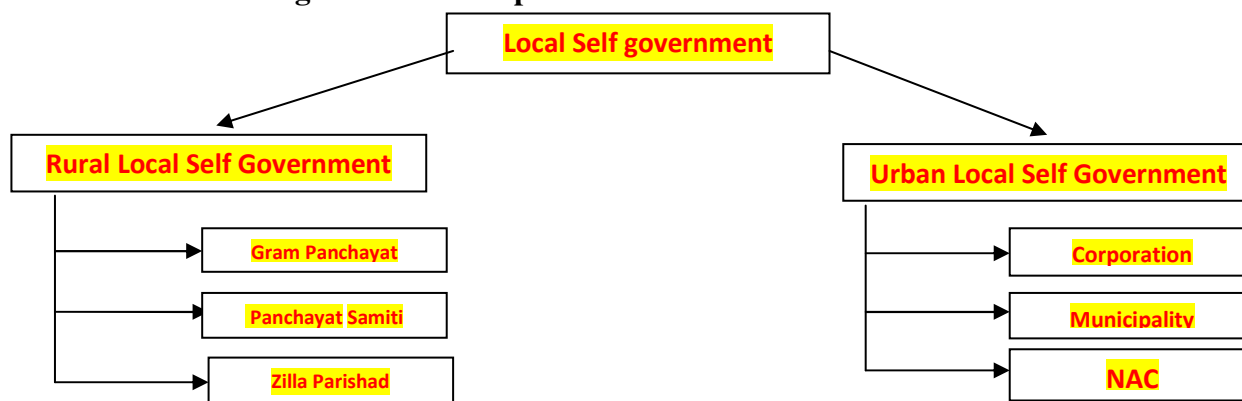 Local Self government
Rural Local Self Government
Gram Panchayat
Panchayat Samiti
Zilla Parishad
Urban Local Self Government
Corporation
Municipality
NAC